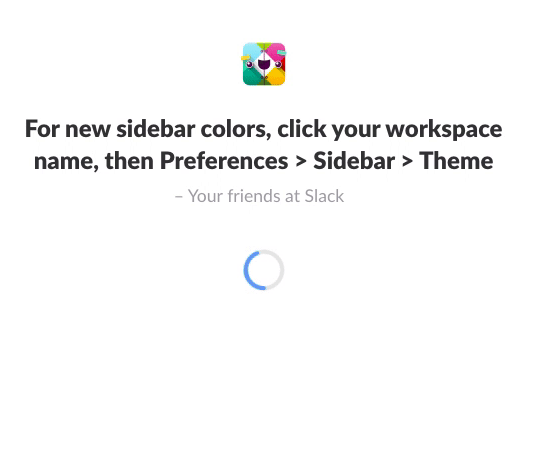 For new sidebar colors, click your workspace
name, then Preferences > Sidebar > Theme
– Your friends at Slack